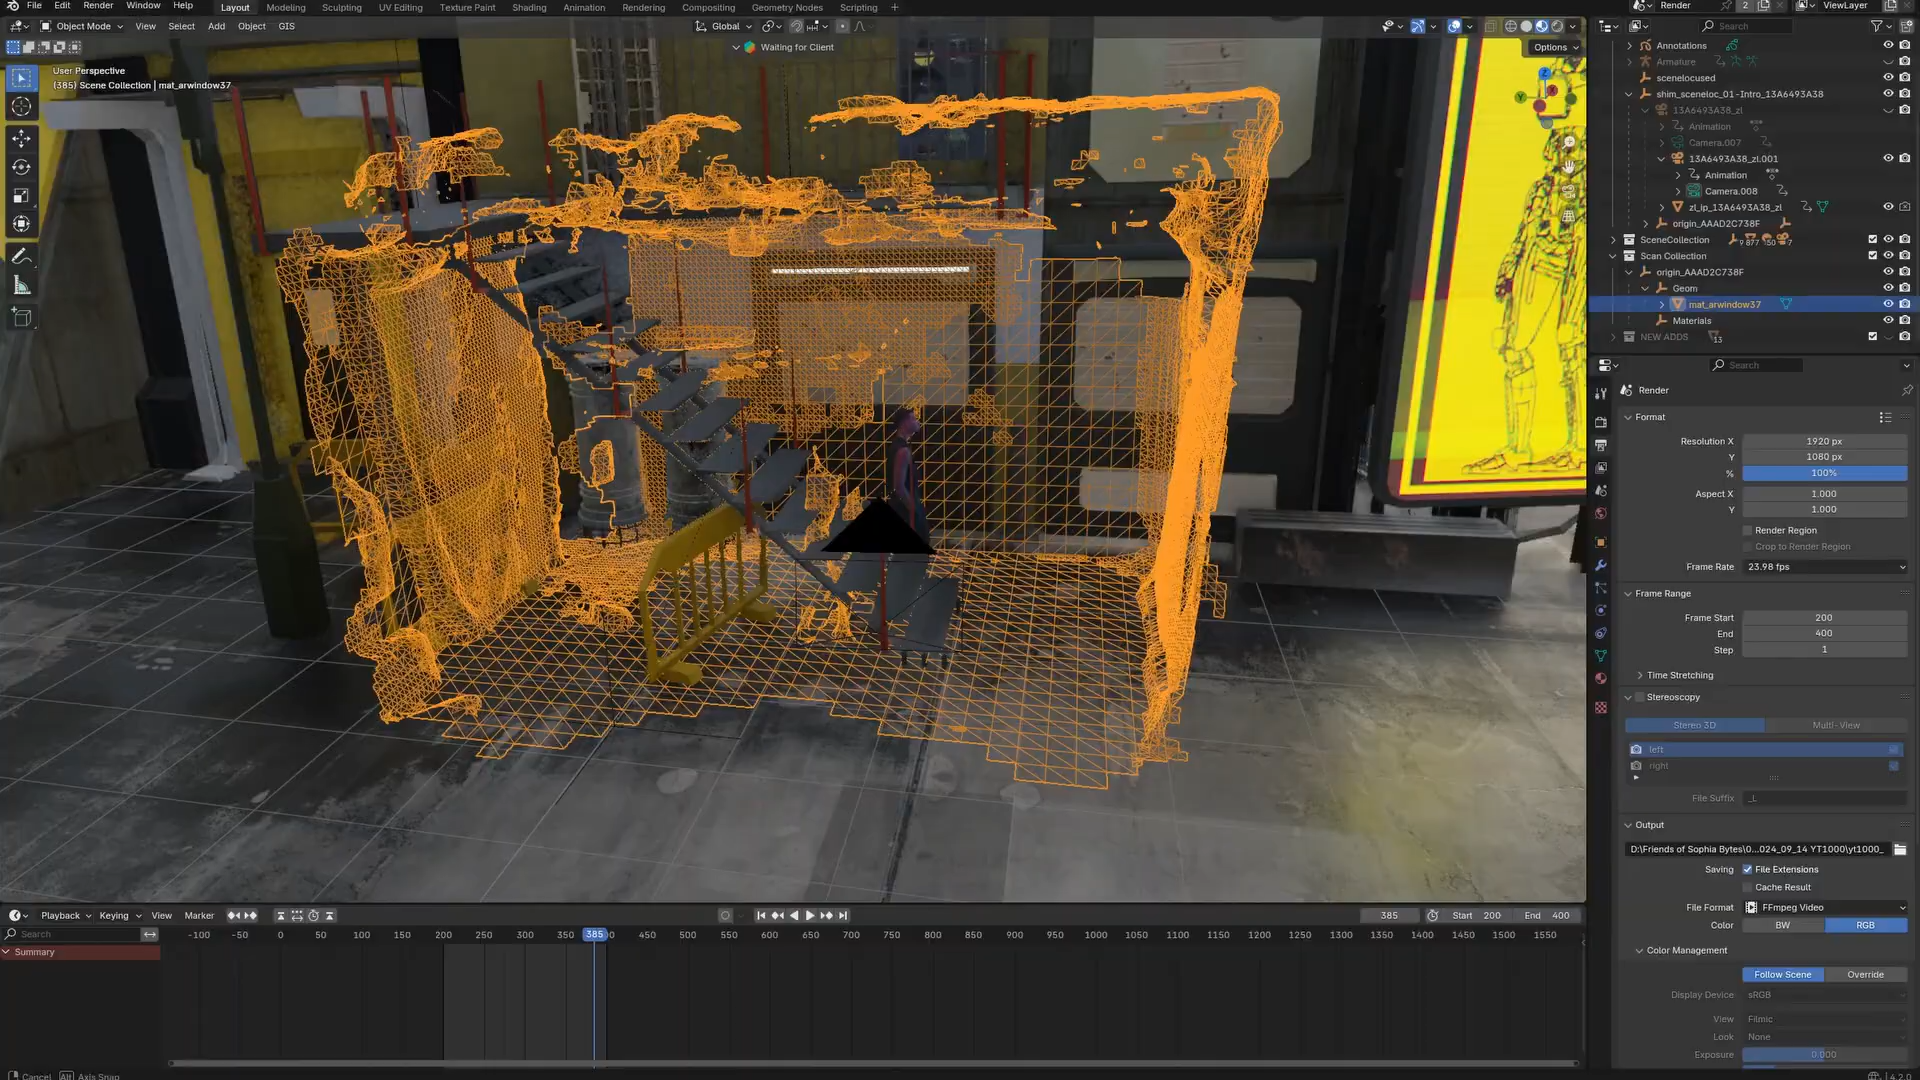 File Edit Render Window Help Layout Modeling Sculpting UV Editing Texture Paint Shading Animation Rendering Compositing Geometry Nodes Scripting + Render 2 ViewLayer
Object Mode View Select Add Object GIS Global Search
Waiting for Client Options
User Perspective
(385) Scene Collection | mat_arwindow37
Annotations
Armature
scenelocused
shim_sceneloc_01-Intro_13A6493A38
13A6493A38_zl
Animation
Camera.007
13A6493A38_zl.001
Animation
Camera.008
zl_ip_13A6493A38_zl
origin_AAAD2C738F
SceneCollection
Scan Collection
origin_AAAD2C738F
Geom
mat_arwindow37
Materials
NEW ADDS 13
Search
Render
Format
Resolution X 1920 px
Y 1080 px
% 100%
Aspect X 1.000
Y 1.000
Render Region
Crop to Render Region
Frame Rate 23.98 fps
Frame Range
Frame Start 200
End 400
Step 1
Time Stretching
Stereoscopy
Stereo 3D Multi-View
left
right
File Suffix _L
Output
D:\Friends of Sophia Bytes\0...024_09_14 YT1000\yt1000_
Saving File Extensions
Cache Result
File Format FFmpeg Video
Color BW RGB
Color Management
Follow Scene Override
Display Device sRGB
View Filmic
Look None
Exposure 0.000
Playback Keying View Marker 385 Start 200 End 400
Search -100 -50 0 50 100 150 200 250 300 350 385 450 500 550 600 650 700 750 800 850 900 950 1000 1050 1100 1150 1200 1250 1300 1350 1400 1450 1500 1550
Summary
Cancel Alt Axis Snap 4.2.0